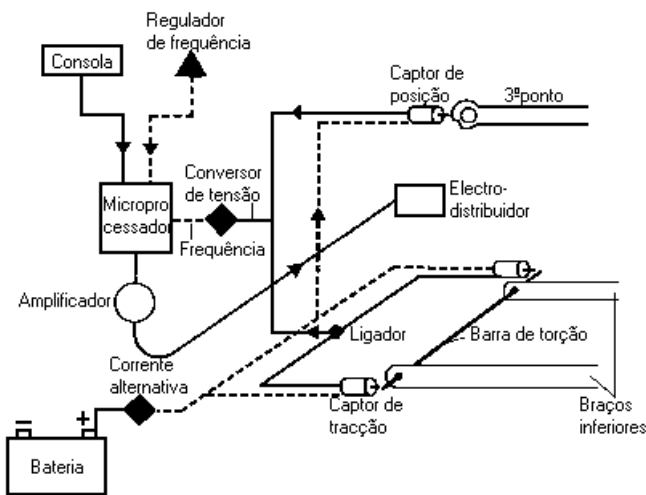 Regulador
de frequência
Consola
Captor de
posição
3ºponto
Conversor
de tensão
Electro-
distribuidor
Micropro
cessador
Frequência
Amplificador
Ligador
Barra de torção
Corrente
alternativa
Captor de
tracção
Braços
inferiores
– +
Bateria